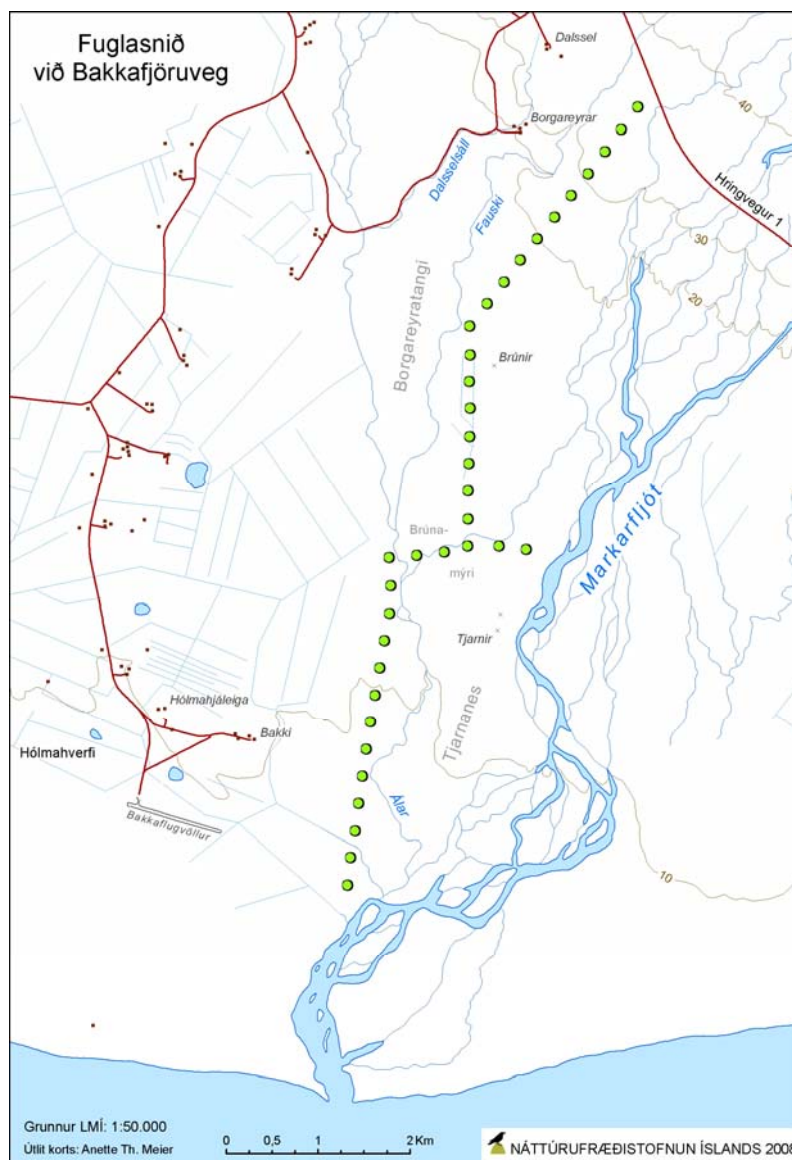 Fuglasnið
við Bakkafjöruveg
Dalssel
Borgareyrar
Dalsselsáll
Fauski
Hringvegur 1
40
30
20
Borgareyratangi
Brúnir
Markarfljót
Brúna-
mýri
Tjarnir
Tjarnanes
Hólmahjáleiga
Bakki
Hólmahverfi
Bakkaflugvöllur
Álar
10
Grunnur LMÍ: 1:50.000
Útlit korts: Anette Th. Meier
0 0,5 1 2 Km
NÁTTÚRUFRÆÐISTOFNUN ÍSLANDS 2008